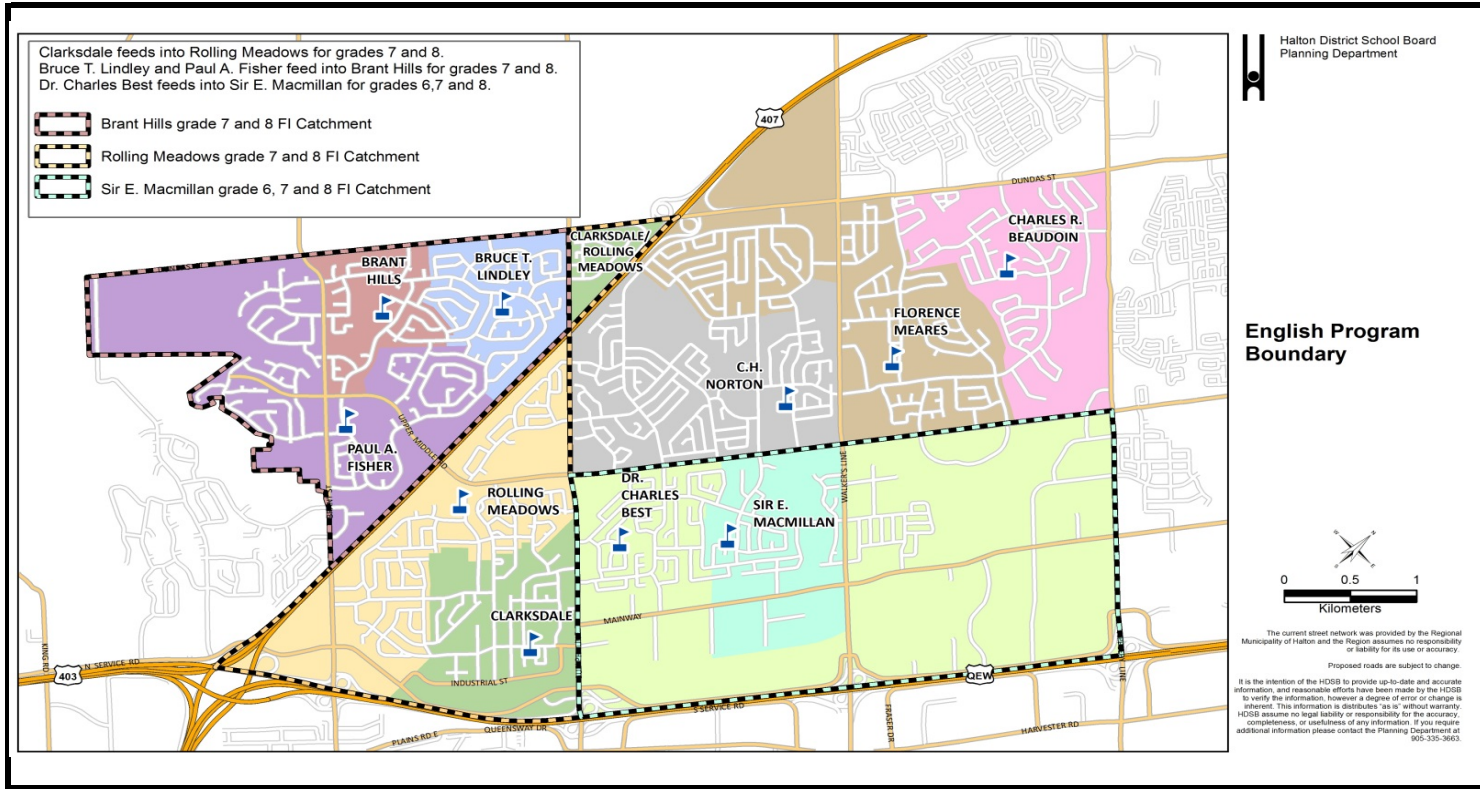 Clarksdale feeds into Rolling Meadows for grades 7 and 8.
Bruce T. Lindley and Paul A. Fisher feed into Brant Hills for grades 7 and 8.
Dr. Charles Best feeds into Sir E. Macmillan for grades 6,7 and 8.
Brant Hills grade 7 and 8 FI Catchment
Rolling Meadows grade 7 and 8 FI Catchment
Sir E. Macmillan grade 6, 7 and 8 FI Catchment
407
DUNDAS ST
CHARLES R.
BEAUDOIN
CLARKSDALE/
ROLLING
MEADOWS
BRUCE T.
LINDLEY
BRANT
HILLS
FLORENCE
MEARES
C.H.
NORTON
UPPER MIDDLE RD
PAUL A.
FISHER
WALKER'S LINE
DR.
CHARLES
BEST
ROLLING
MEADOWS
SIR E.
MACMILLAN
CLARKSDALE
MAINWAY
KING RD
N SERVICE RD
403
INDUSTRIAL ST
QEW
LINE
S SERVICE RD
PLAINS RD E
QUEENSWAY DR
FRASER DR
HARVESTER RD
Halton District School Board
Planning Department
English Program
Boundary
0 0.5 1
Kilometers
The current street network was provided by the Regional
Municipality of Halton and the Region assumes no responsibility
or liability for its use or accuracy.
Proposed roads are subject to change.
It is the intention of the HDSB to provide up-to-date and accurate
information, and reasonable efforts have been made by the HDSB
to verify the information, however a degree of error or change is
inherent. This information is distributes "as is" without warranty.
HDSB assume no legal liability or responsibility for the accuracy,
completeness, or usefulness of any information. If you require
additional information please contact the Planning Department at
905-335-3663.